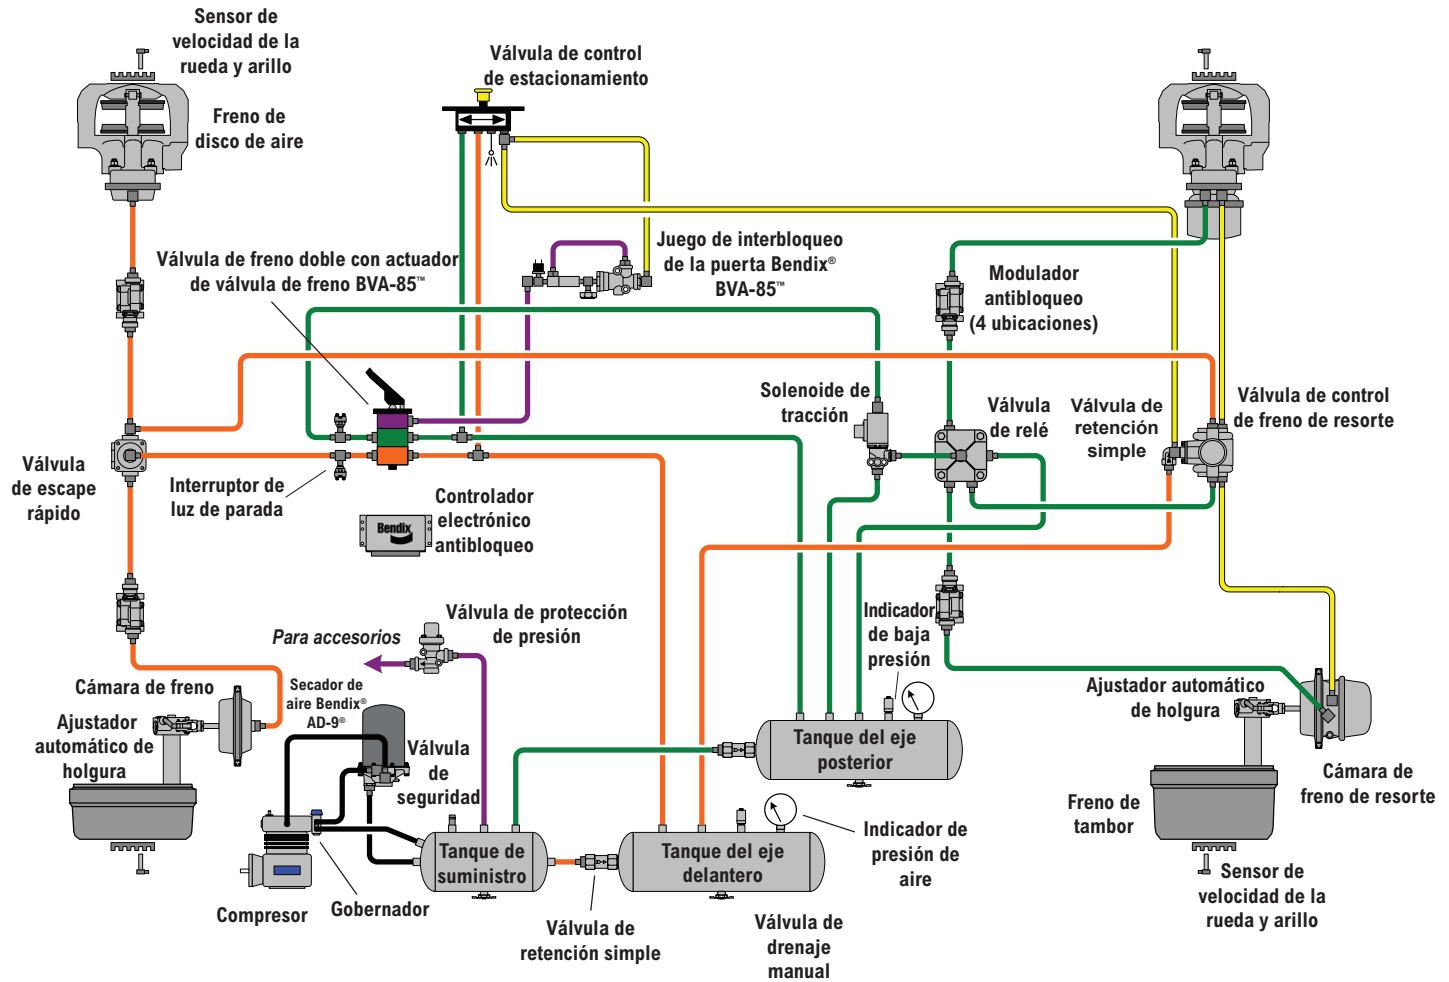 Sensor de
velocidad de la
rueda y arillo
Freno de
disco de aire
Válvula de control
de estacionamiento
Válvula de freno doble con actuador
de válvula de freno BVA-85™
Juego de interbloqueo
de la puerta Bendix®
BVA-85™
Modulador
antibloqueo
(4 ubicaciones)
Solenoide de
tracción
Válvula
de relé
Válvula de
retención
simple
Válvula de control
de freno de resorte
Válvula
de escape
rápido
Interruptor de
luz de parada
Controlador
electrónico
antibloqueo
Bendix
Válvula de protección
de presión
Para accesorios
Indicador
de baja
presión
Cámara de freno
Secador de
aire Bendix®
AD-9®
Ajustador
automático de
holgura
Válvula
de
seguridad
Tanque del eje
posterior
Ajustador automático
de holgura
Cámara de
freno de resorte
Freno de
tambor
Tanque de
suministro
Tanque del eje
delantero
Indicador de
presión de
aire
Compresor
Gobernador
Válvula de
retención simple
Válvula de
drenaje
manual
Sensor de
velocidad de la
rueda y arillo